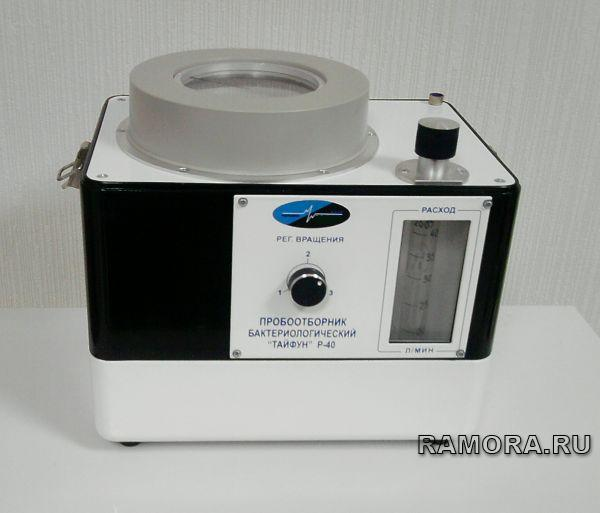 РАСХОД
РЕГ. ВРАЩЕНИЯ
2
1 3
ПРОБООТБОРНИК
БАКТЕРИОЛОГИЧЕСКИЙ
"ТАЙФУН" Р-40
Л/МИН
RAMORA.RU